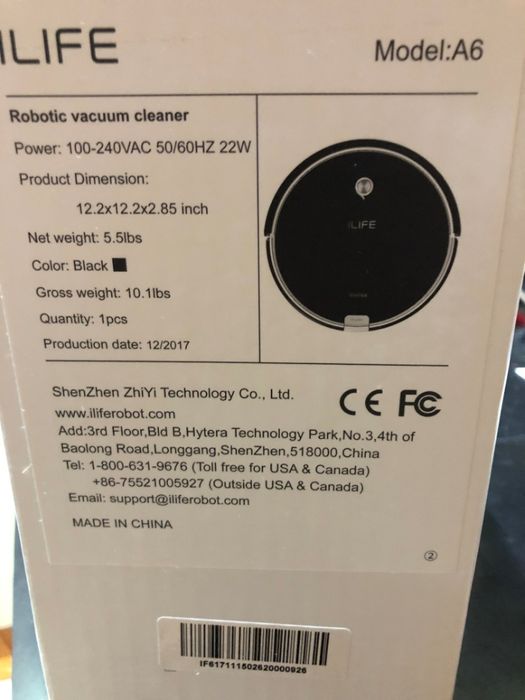 ILIFE
Model:A6
Robotic vacuum cleaner
Power: 100-240VAC 50/60HZ 22W
Product Dimension:
12.2x12.2x2.85 inch
Net weight: 5.5lbs
Color: Black
Gross weight: 10.1lbs
Quantity: 1pcs
Production date: 12/2017
ILIFE
ShenZhen ZhiYi Technology Co., Ltd.
CE FC
www.iliferobot.com
Add:3rd Floor,Bld B,Hytera Technology Park,No.3,4th of
Baolong Road,Longgang,ShenZhen,518000,China
Tel: 1-800-631-9676 (Toll free for USA & Canada)
+86-75521005927 (Outside USA & Canada)
Email: support@iliferobot.com
MADE IN CHINA
②
IF617111502620000926